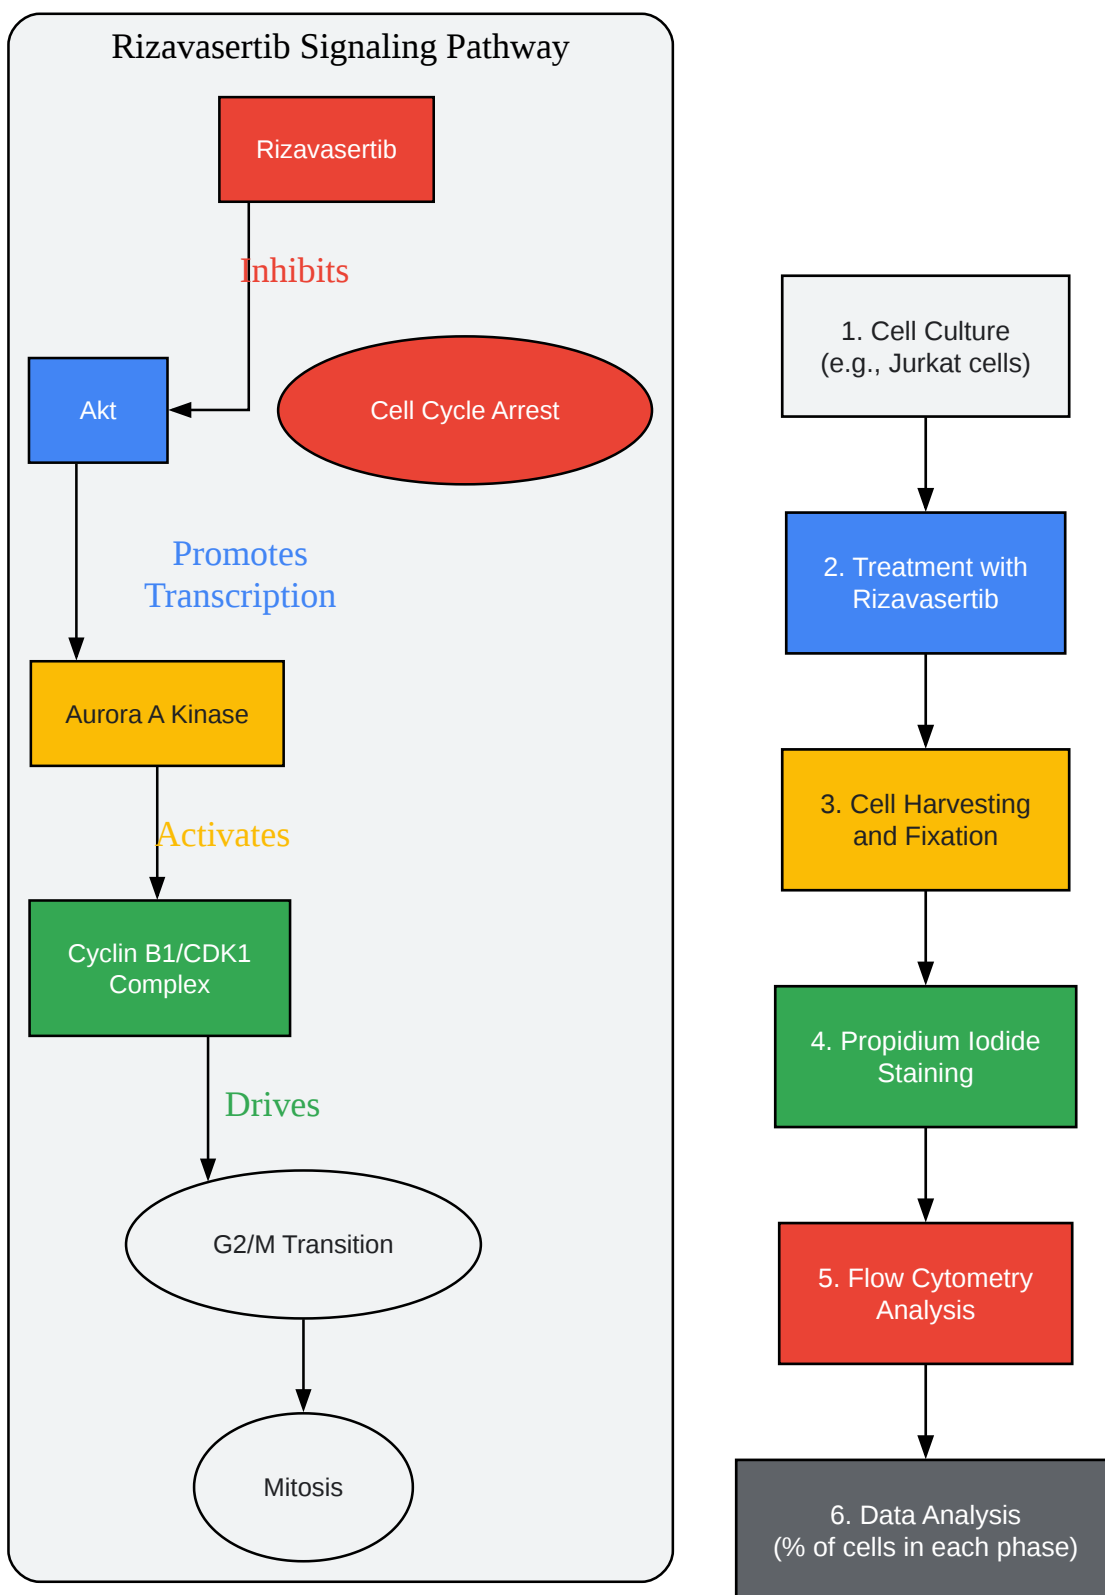 Rizavasertib Signaling Pathway
Rizavasertib
Inhibits
Akt
Cell Cycle Arrest
Promotes
Transcription
Aurora A Kinase
Activates
Cyclin B1/CDK1
Complex
Drives
G2/M Transition
Mitosis
1. Cell Culture
(e.g., Jurkat cells)
2. Treatment with
Rizavasertib
3. Cell Harvesting
and Fixation
4. Propidium Iodide
Staining
5. Flow Cytometry
Analysis
6. Data Analysis
(% of cells in each phase)